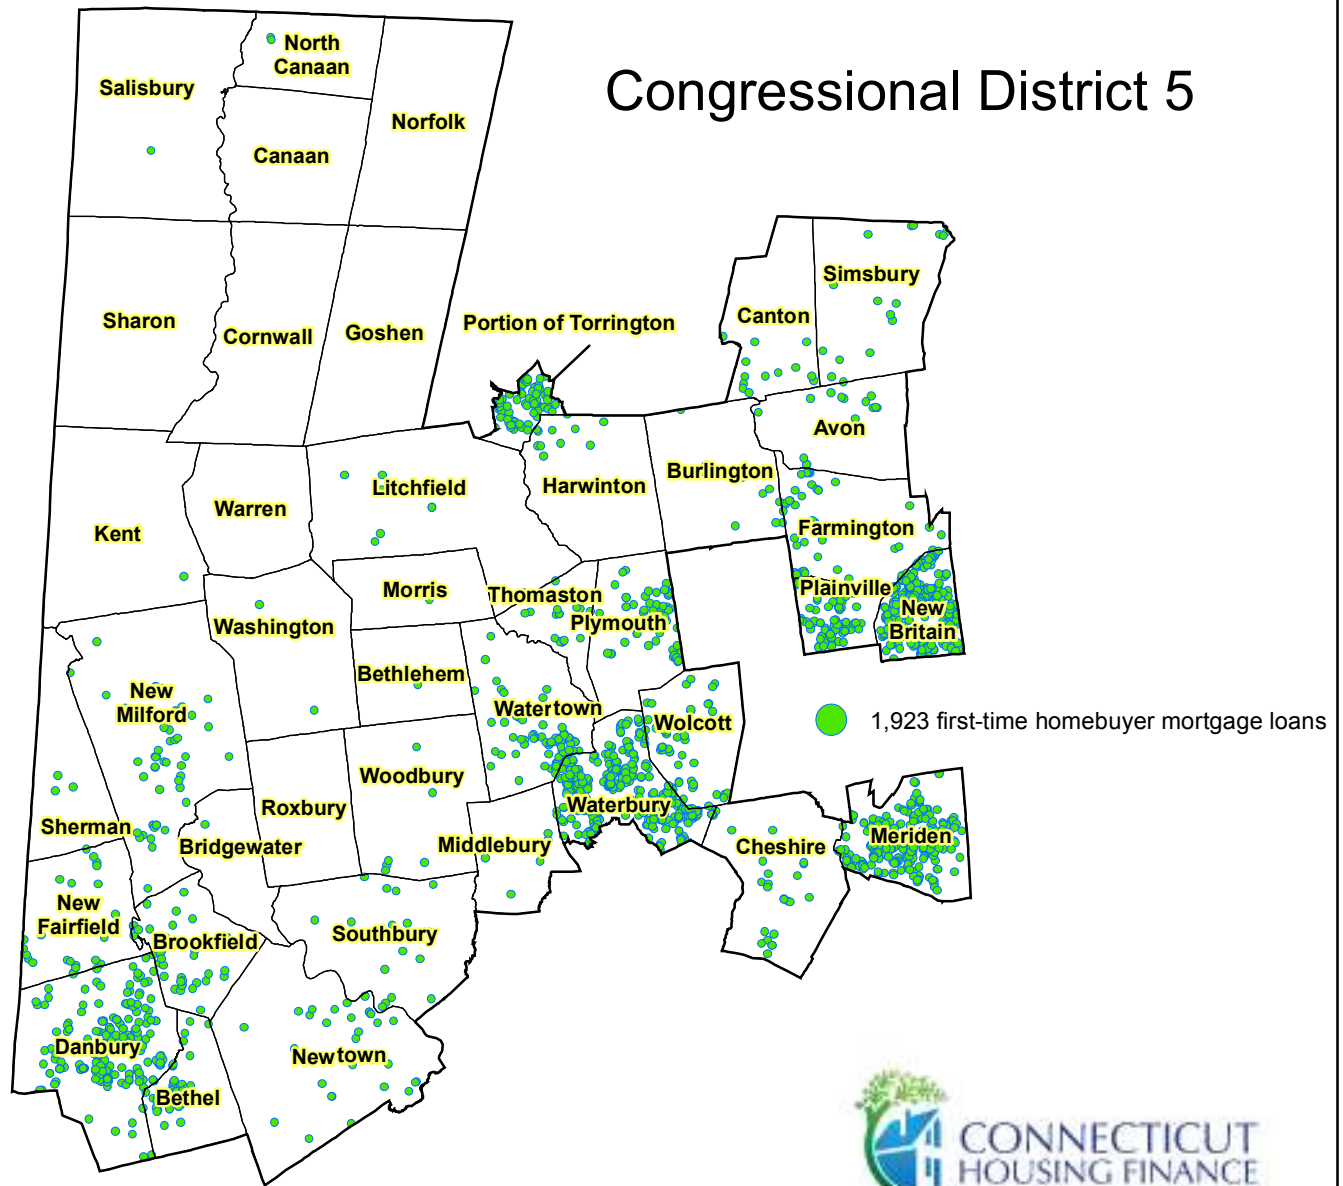 Congressional District 5
North
Canaan
Salisbury
Norfolk
Canaan
Simsbury
Canton
Sharon
Cornwall
Goshen
Portion of Torrington
Avon
Burlington
Litchfield
Harwinton
Warren
Kent
Farmington
Morris
Thomaston
Plainville
Plymouth
New
Britain
Washington
Bethlehem
New
Milford
Watertown
Wolcott
1,923 first-time homebuyer mortgage loans
Woodbury
Roxbury
Waterbury
Sherman
Bridgewater
Middlebury
Cheshire
Meriden
New
Fairfield
Brookfield
Southbury
Danbury
Newtown
Bethel
CONNECTICUT
HOUSING FINANCE